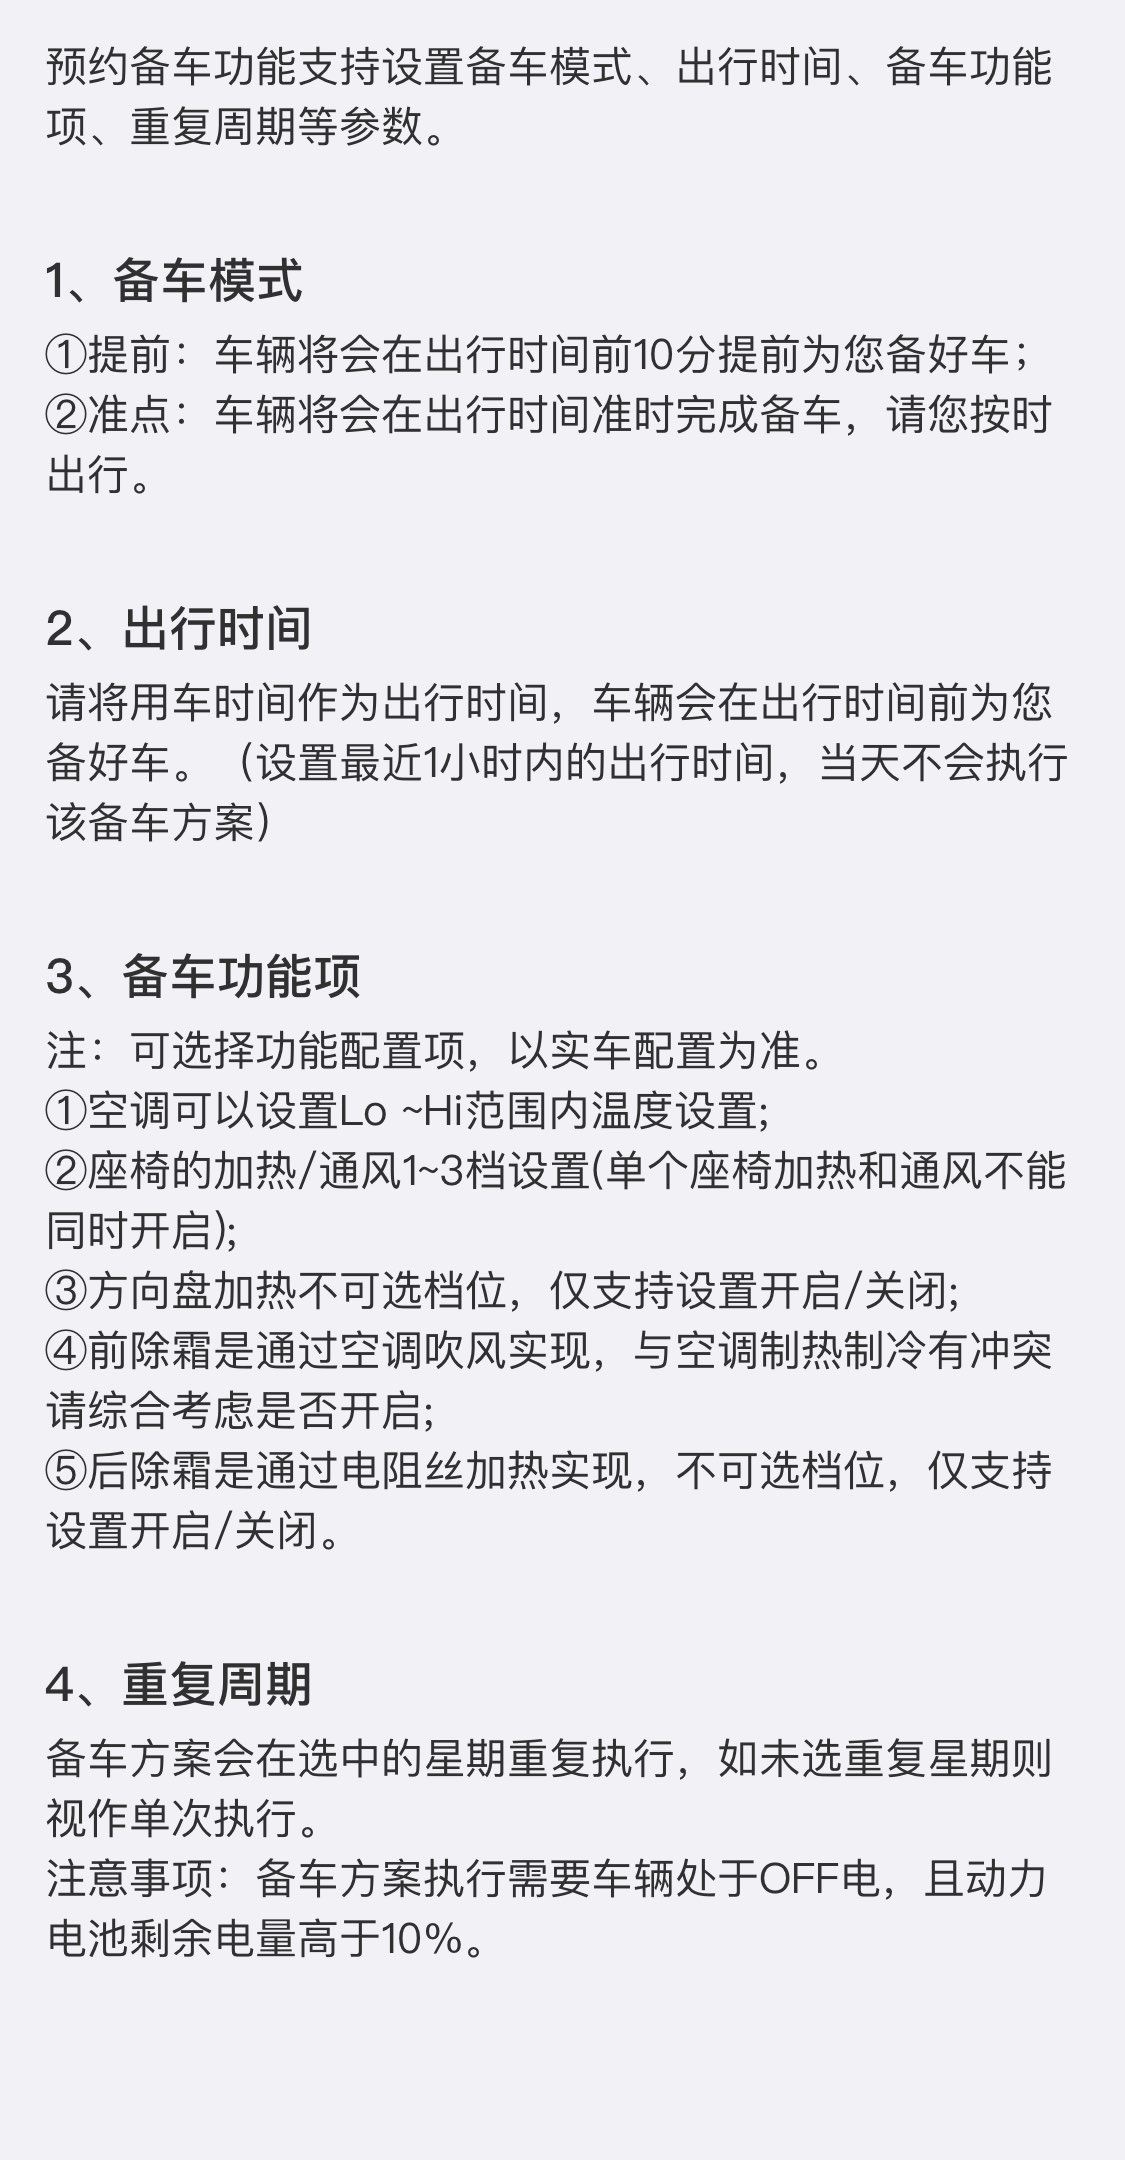 预约备车功能支持设置备车模式、出行时间、备车功能
项、重复周期等参数。
1、备车模式
①提前：车辆将会在出行时间前10分提前为您备好车；
②准点：车辆将会在出行时间准时完成备车，请您按时
出行。
2、出行时间
请将用车时间作为出行时间，车辆会在出行时间前为您
备好车。（设置最近1小时内的出行时间，当天不会执行
该备车方案）
3、备车功能项
注：可选择功能配置项，以实车配置为准。
①空调可以设置Lo ~Hi范围内温度设置;
②座椅的加热/通风1~3档设置(单个座椅加热和通风不能
同时开启);
③方向盘加热不可选档位，仅支持设置开启/关闭;
④前除霜是通过空调吹风实现，与空调制热制冷有冲突
请综合考虑是否开启;
⑤后除霜是通过电阻丝加热实现，不可选档位，仅支持
设置开启/关闭。
4、重复周期
备车方案会在选中的星期重复执行，如未选重复星期则
视作单次执行。
注意事项：备车方案执行需要车辆处于OFF电，且动力
电池剩余电量高于10%。